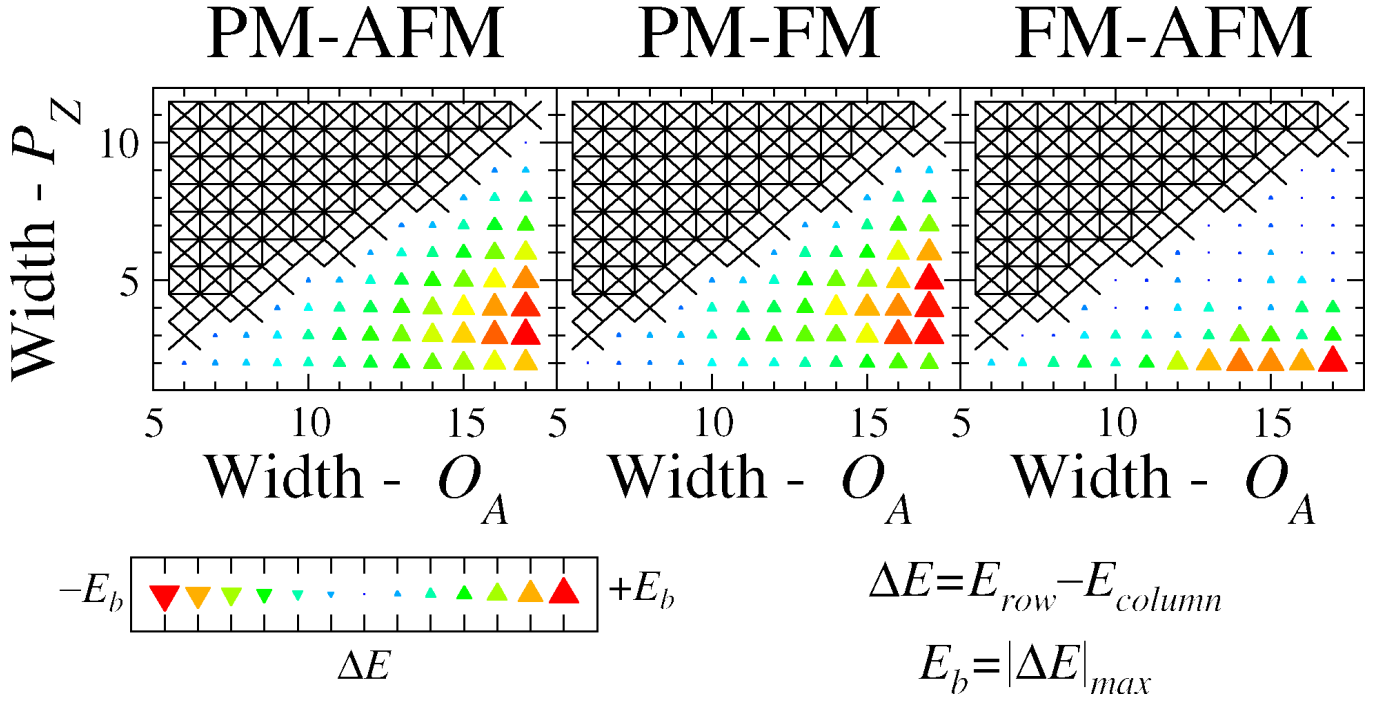 PM-AFM PM-FM FM-AFM
Width - P_Z
10
5
5 10 15 5 10 15 5 10 15
Width - O_A Width - O_A Width - O_A
−E_b +E_b
ΔE
ΔE=E_row−E_column
E_b=|ΔE|_max